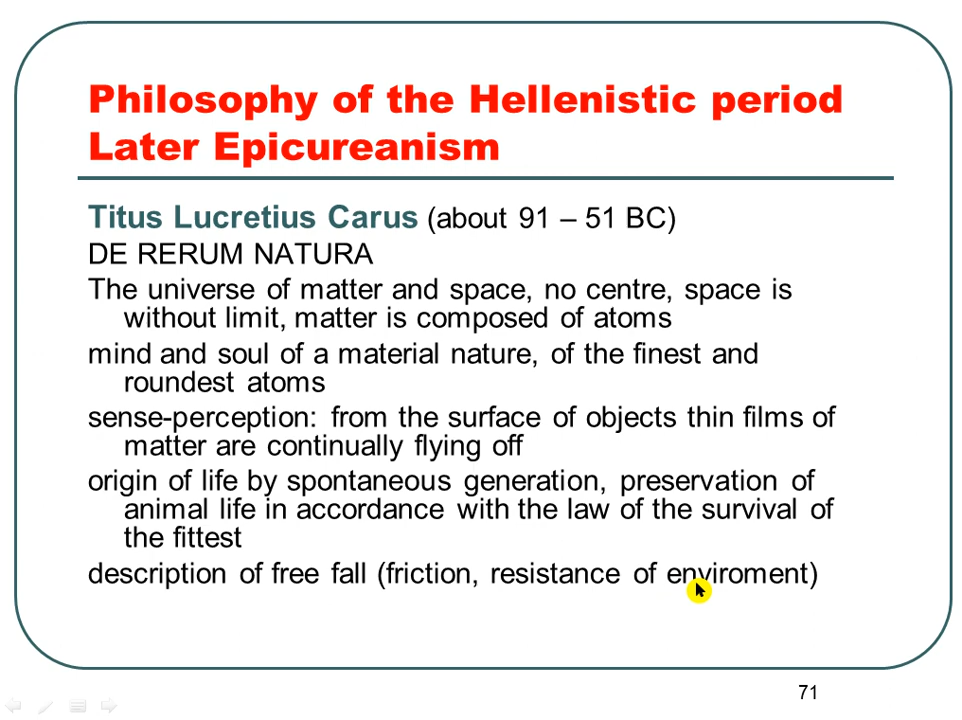 Philosophy of the Hellenistic period
Later Epicureanism
Titus Lucretius Carus (about 91 – 51 BC)
DE RERUM NATURA
The universe of matter and space, no centre, space is
without limit, matter is composed of atoms
mind and soul of a material nature, of the finest and
roundest atoms
sense-perception: from the surface of objects thin films of
matter are continually flying off
origin of life by spontaneous generation, preservation of
animal life in accordance with the law of the survival of
the fittest
description of free fall (friction, resistance of enviroment)
71